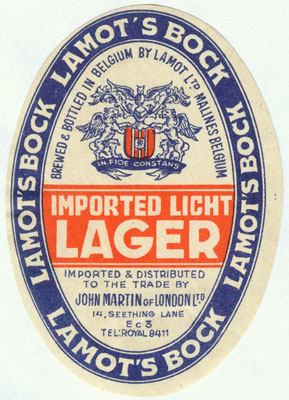 LAMOT'S BOCK
LAMOT'S BOCK
LAMOT'S BOCK
LAMOT'S BOCK
BREWED & BOTTLED IN BELGIUM BY LAMOT LTD MALINES BELGIUM
IN FIDE CONSTANS
IMPORTED LICHT
LAGER
IMPORTED & DISTRIBUTED
TO THE TRADE BY
JOHN MARTIN OF LONDON LTD
14, SEETHING LANE
EC3
TEL: ROYAL 8411